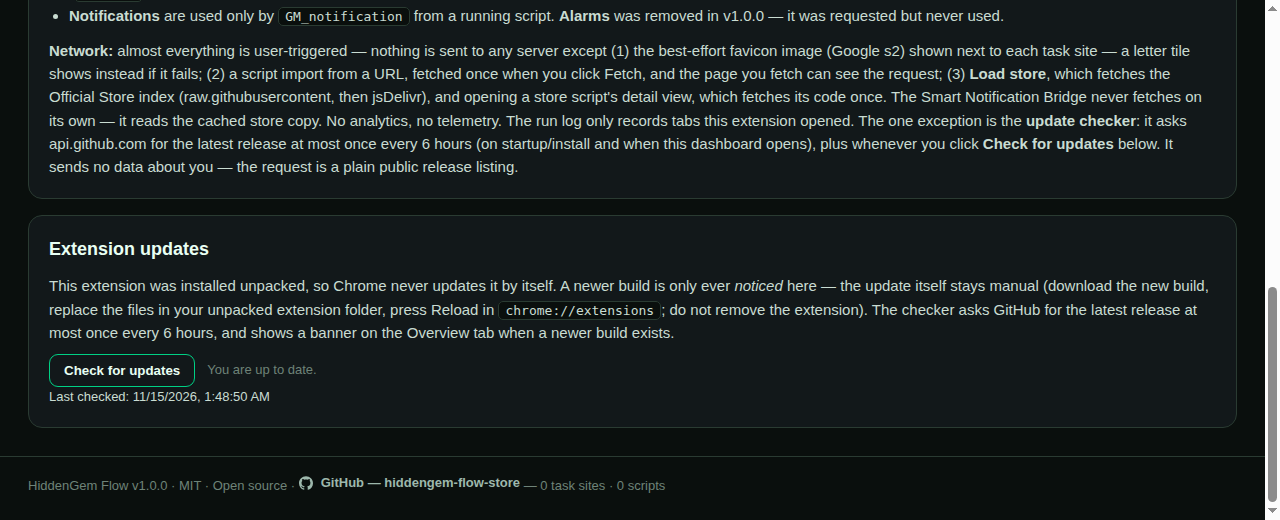 • Notifications are used only by GM_notification from a running script. Alarms was removed in v1.0.0 — it was requested but never used.
Network: almost everything is user-triggered — nothing is sent to any server except (1) the best-effort favicon image (Google s2) shown next to each task site — a letter tile
shows instead if it fails; (2) a script import from a URL, fetched once when you click Fetch, and the page you fetch can see the request; (3) Load store, which fetches the
Official Store index (raw.githubusercontent, then jsDelivr), and opening a store script's detail view, which fetches its code once. The Smart Notification Bridge never fetches on
its own — it reads the cached store copy. No analytics, no telemetry. The run log only records tabs this extension opened. The one exception is the update checker: it asks
api.github.com for the latest release at most once every 6 hours (on startup/install and when this dashboard opens), plus whenever you click Check for updates below. It
sends no data about you — the request is a plain public release listing.
Extension updates
This extension was installed unpacked, so Chrome never updates it by itself. A newer build is only ever noticed here — the update itself stays manual (download the new build,
replace the files in your unpacked extension folder, press Reload in chrome://extensions; do not remove the extension). The checker asks GitHub for the latest release at
most once every 6 hours, and shows a banner on the Overview tab when a newer build exists.
Check for updates You are up to date.
Last checked: 11/15/2026, 1:48:50 AM
HiddenGem Flow v1.0.0 · MIT · Open source · GitHub — hiddengem-flow-store — 0 task sites · 0 scripts